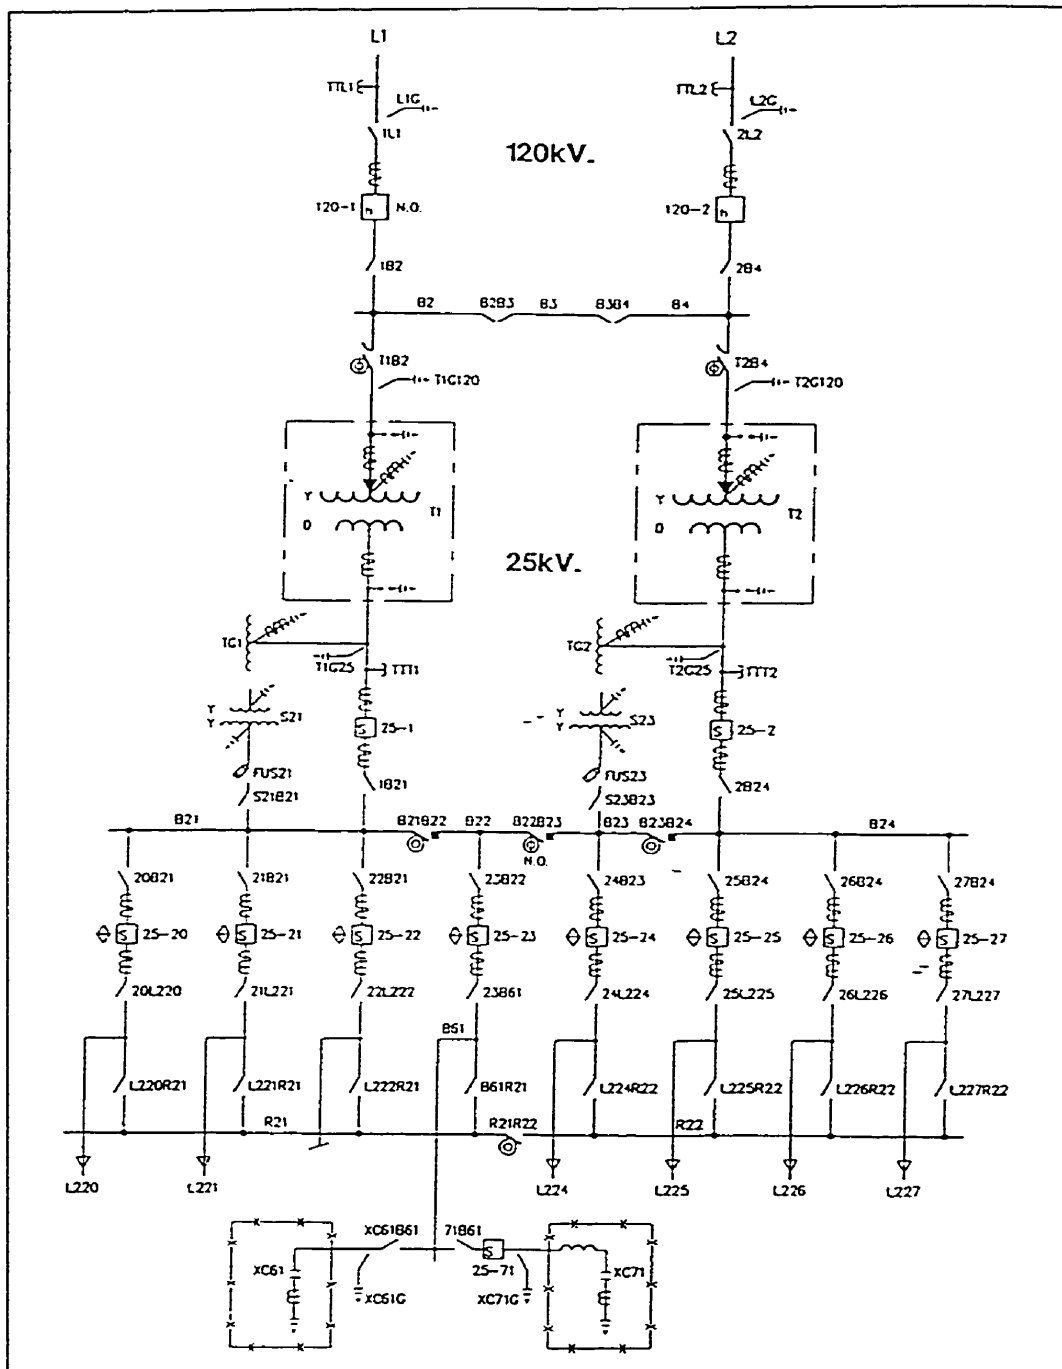 L1 L2
TTL1 TTL2
L1G L2G
1L1 2L2
120kV.
120-1 N.O. 120-2
1B2 2B4
B2 B2B3 B3 B3B4 B4
T1B2 T2B4
T1G120 T2G120
Y T1 Y T2
D D
25kV.
TG1 TG2
T1G25 TTT1 T2G25 TTT2
Y S21 25-1 Y S23 25-2
Y Y
FUS21 1B21 FUS23 2B24
S21B21 S23B23
B21 B21B22 B22 B22B23 B23 B23B24 B24
N.O.
20B21 21B21 22B21 23B22 24B23 25B24 26B24 27B24
S 25-20 S 25-21 S 25-22 S 25-23 S 25-24 S 25-25 S 25-26 S 25-27
20L220 21L221 22L222 23B61 24L224 25L225 26L226 27L227
B61
L220R21 L221R21 L222R21 B61R21 L224R22 L225R22 L226R22 L227R22
R21 R21R22 R22
L220 L221 L224 L225 L226 L227
XC61B61 71B61
XC61 25-71 XC71
XC61G XC71G